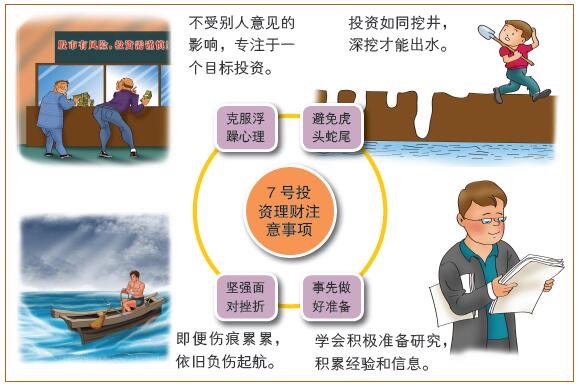 股市有风险,投资需谨慎!
不受别人意见的
影响，专注于一
个目标投资。
投资如同挖井，
深挖才能出水。
克服浮
躁心理
避免虎
头蛇尾
7号投
资理财注
意事项
坚强面
对挫折
事先做
好准备
即便伤痕累累，
依旧负伤起航。
学会积极准备研究，
积累经验和信息。